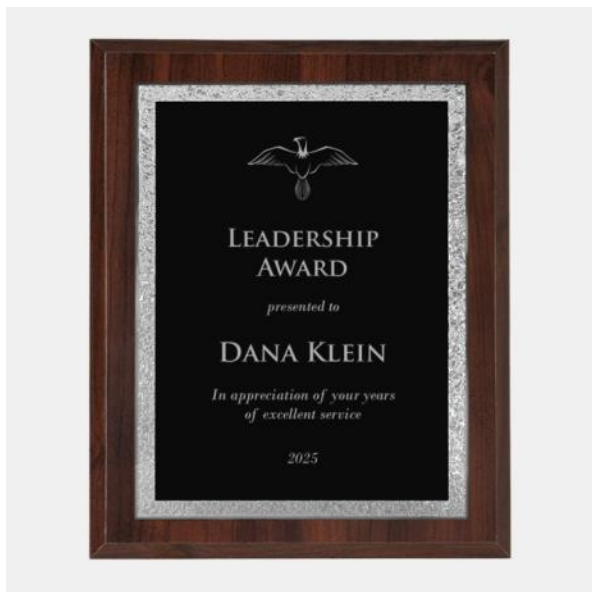 LEADERSHIP
AWARD
presented to
DANA KLEIN
In appreciation of your years
of excellent service
2025